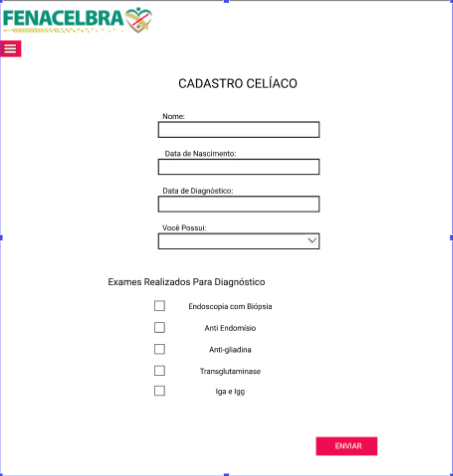 FENACELBRA
CADASTRO CELÍACO
Nome:
Data de Nascimento:
Data de Diagnóstico:
Você Possui:
Exames Realizados Para Diagnóstico
Endoscopia com Biópsia
Anti Endomísio
Anti-gliadina
Transglutaminase
Iga e Igg
ENVIAR